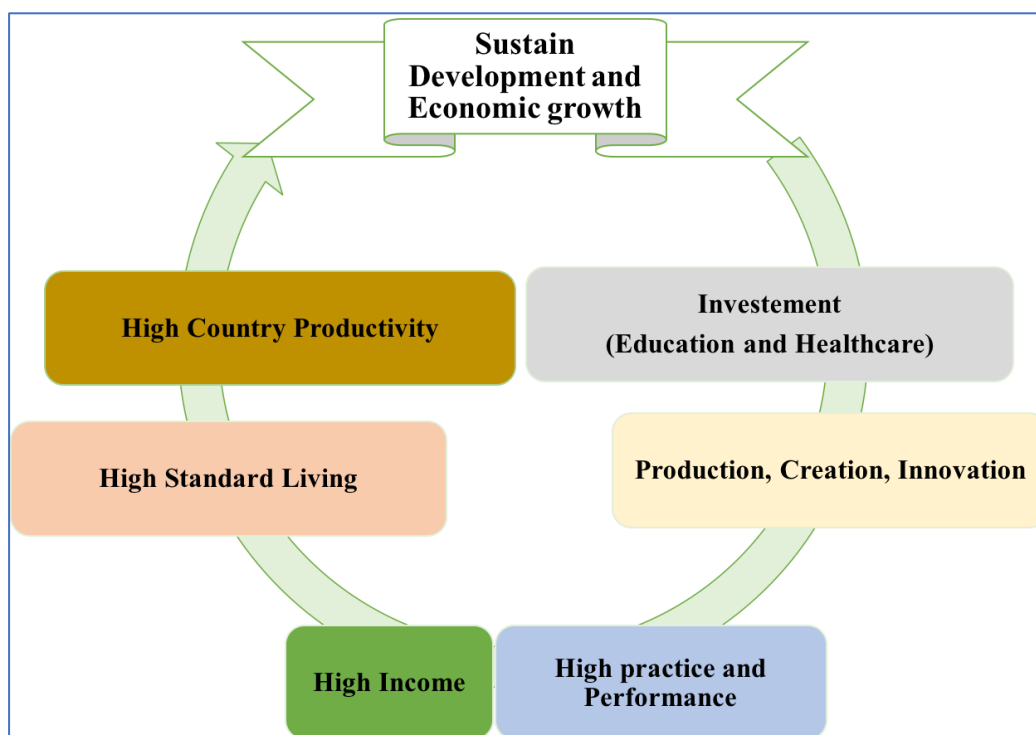 Sustain
Development and
Economic growth
High Country Productivity
Investement
(Education and Healthcare)
High Standard Living
Production, Creation, Innovation
High Income
High practice and
Performance